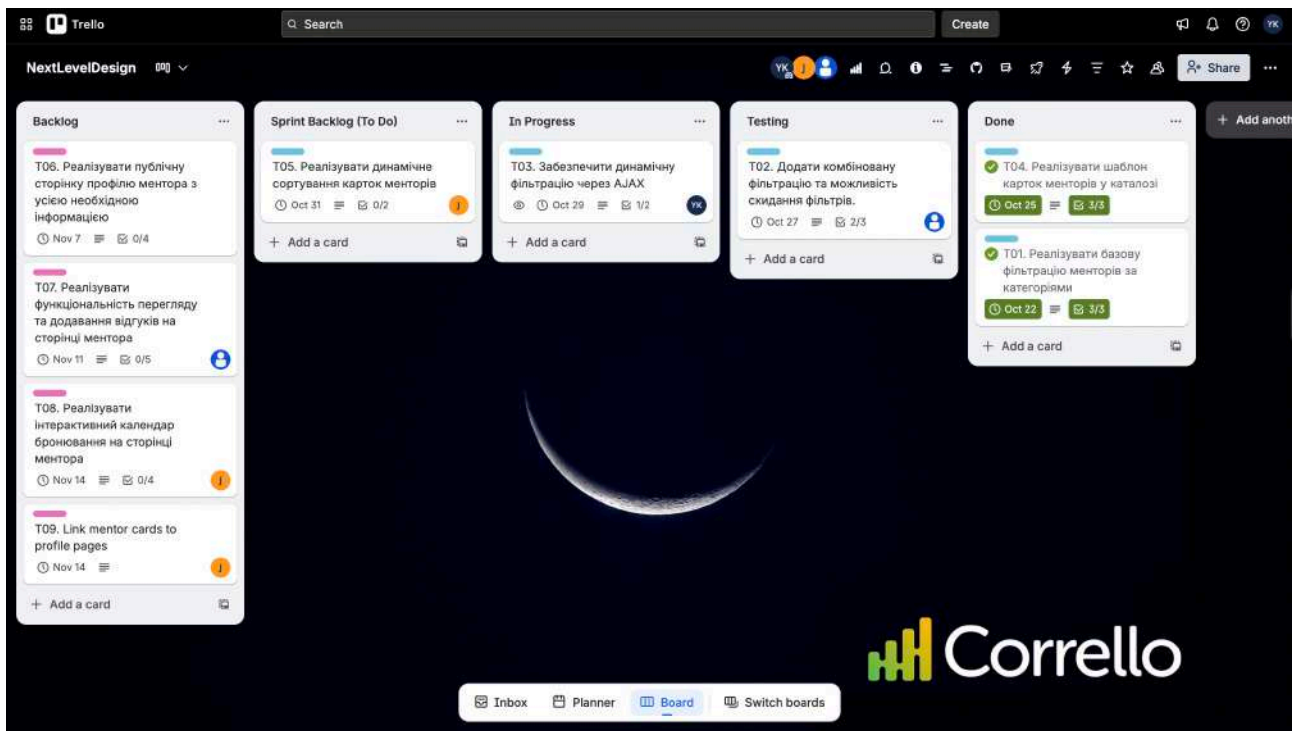 Trello
Search
Create
YK
NextLevelDesign
YK
J
Share
Backlog
T06. Реалізувати публічну
сторінку профілю ментора з
усією необхідною
інформацією
Nov 7 0/4
T07. Реалізувати
функціональність перегляду
та додавання відгуків на
сторінці ментора
Nov 11 0/5
T08. Реалізувати
інтерактивний календар
бронювання на сторінці
ментора
Nov 14 0/4 J
T09. Link mentor cards to
profile pages
Nov 14 J
+ Add a card
Sprint Backlog (To Do)
T05. Реалізувати динамічне
сортування карток менторів
Oct 31 0/2 J
+ Add a card
In Progress
T03. Забезпечити динамічну
фільтрацію через AJAX
Oct 29 1/2 YK
+ Add a card
Testing
T02. Додати комбіновану
фільтрацію та можливість
скидання фільтрів.
Oct 27 2/3
+ Add a card
Done
T04. Реалізувати шаблон
карток менторів у каталозі
Oct 25 3/3
T01. Реалізувати базову
фільтрацію менторів за
категоріями
Oct 22 3/3
+ Add a card
+ Add anoth
Corrello
Inbox
Planner
Board
Switch boards